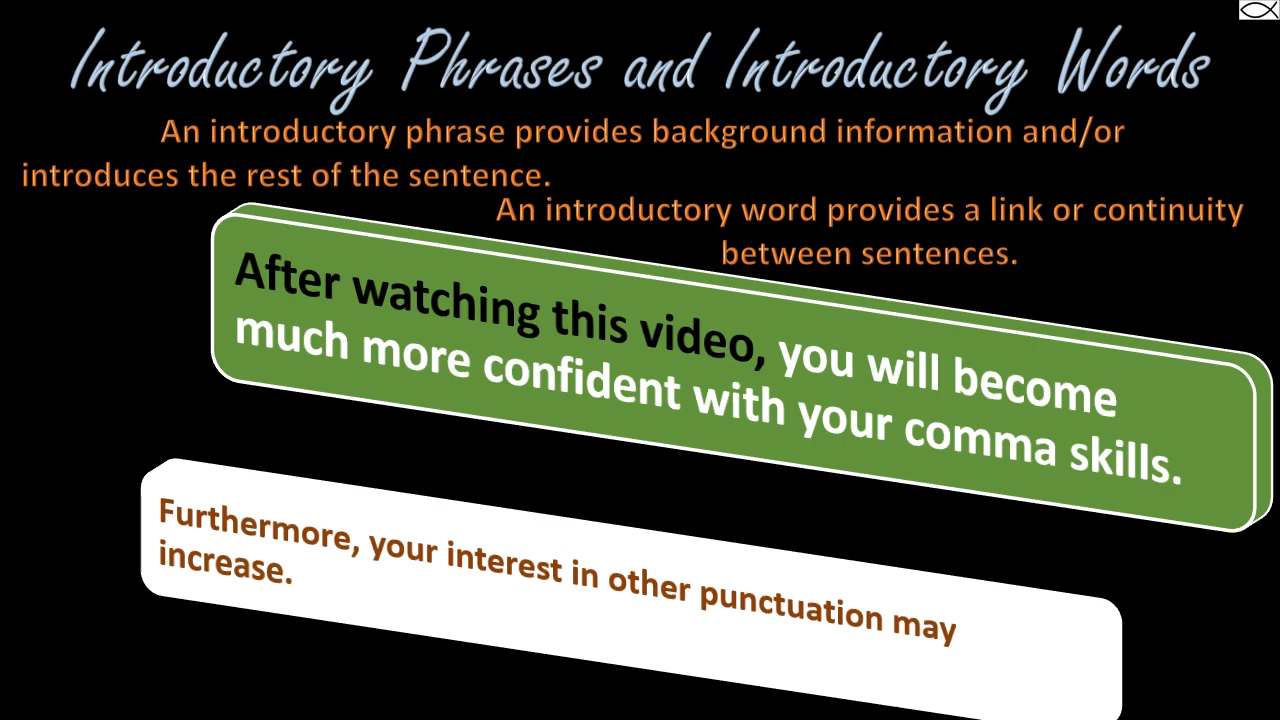 Introductory Phrases and Introductory Words
An introductory phrase provides background information and/or
introduces the rest of the sentence.
An introductory word provides a link or continuity
between sentences.
After watching this video, you will become
much more confident with your comma skills.
Furthermore, your interest in other punctuation may
increase.